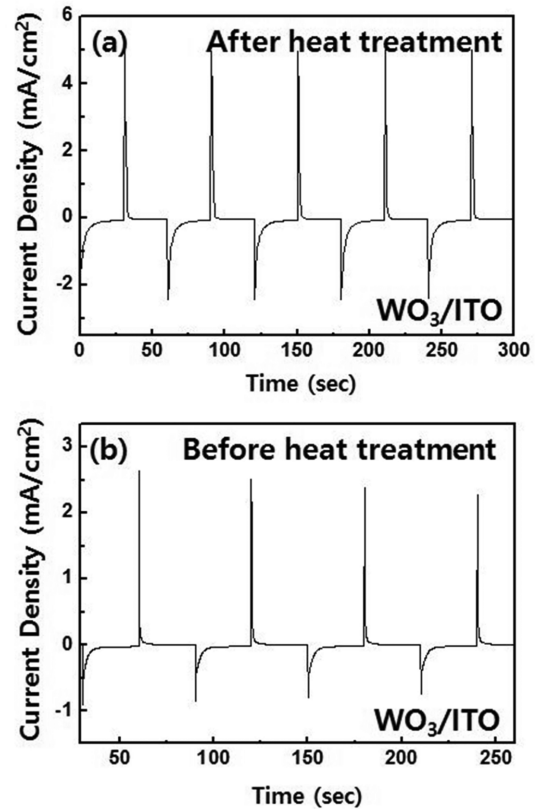 (a) After heat treatment
6
4
2
0
-2
Current Density (mA/cm²)
WO₃/ITO
0 50 100 150 200 250 300
Time (sec)
(b) Before heat treatment
3
2
1
0
-1
Current Density (mA/cm²)
WO₃/ITO
50 100 150 200 250
Time (sec)